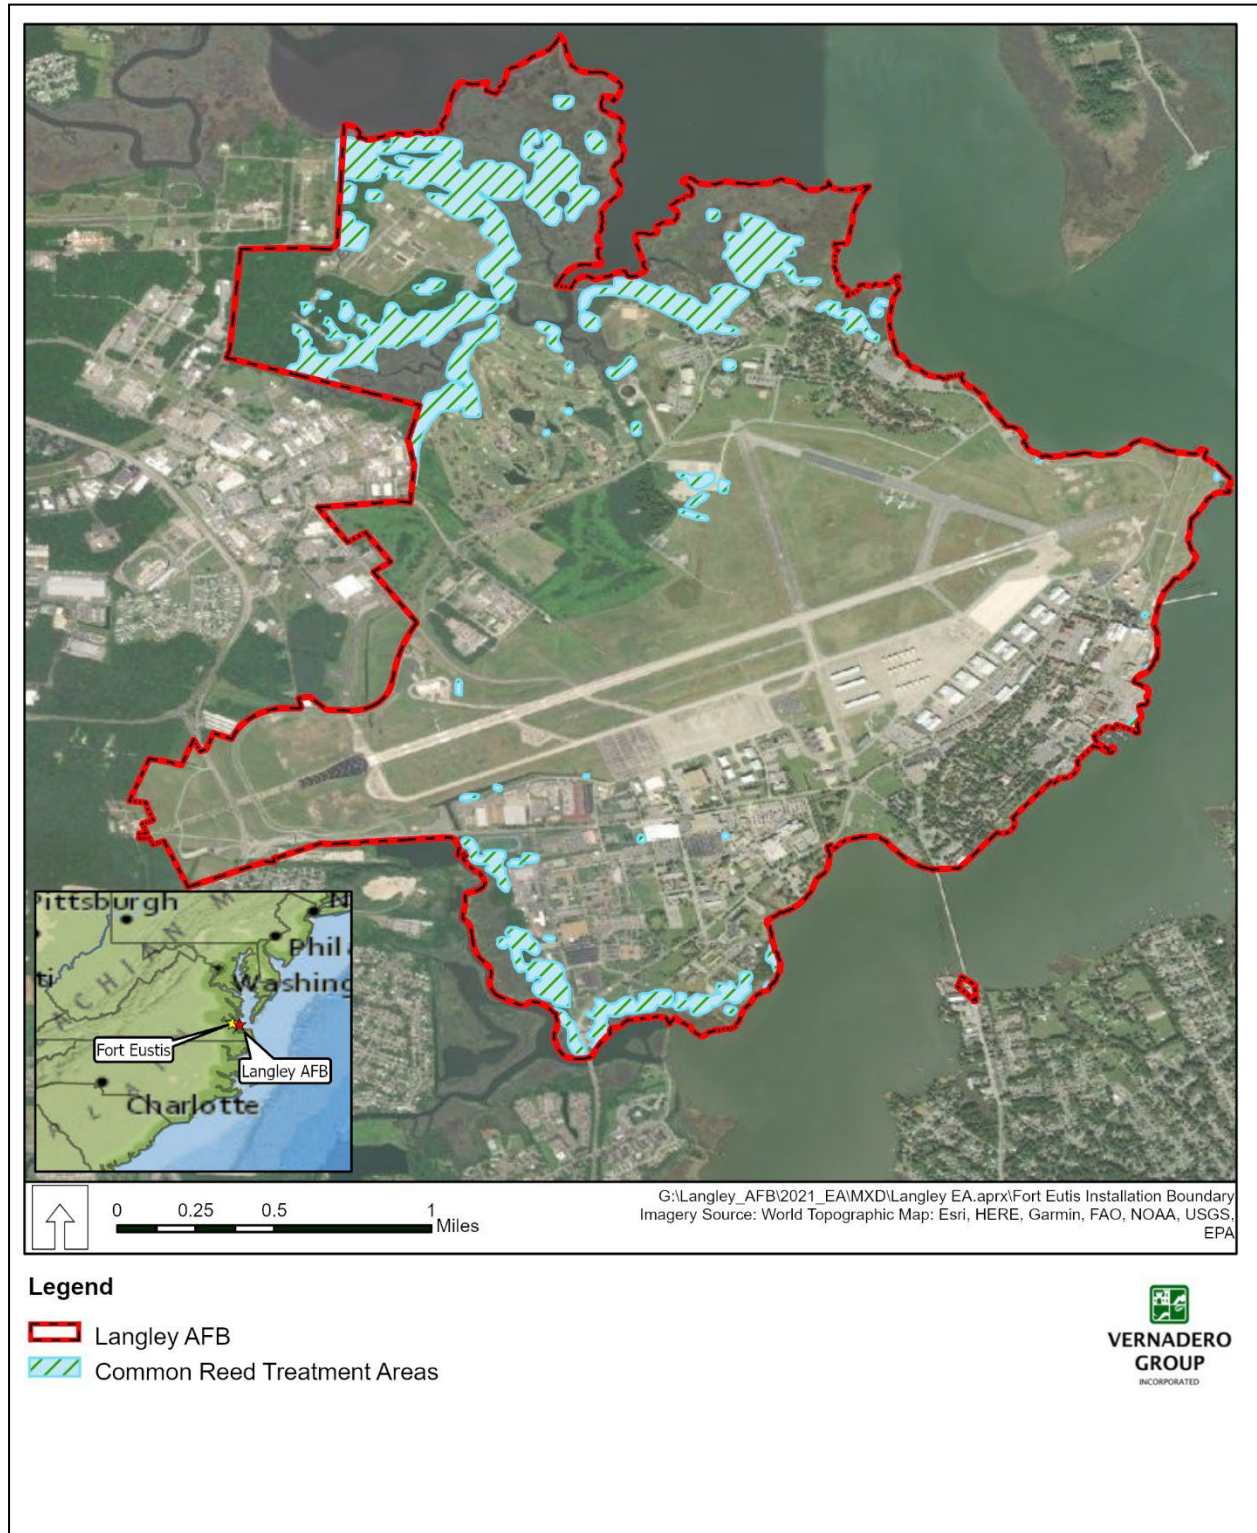 Pittsburgh
N
Phil
Washing
ti
CHIAN M
Fort Eustis
Langley AFB
Charlotte
0 0.25 0.5 1
Miles
G:\Langley_AFB\2021_EA\MXD\Langley EA.aprx\Fort Eutis Installation Boundary
Imagery Source: World Topographic Map: Esri, HERE, Garmin, FAO, NOAA, USGS,
EPA
Legend
Langley AFB
Common Reed Treatment Areas
VERNADERO
GROUP
INCORPORATED